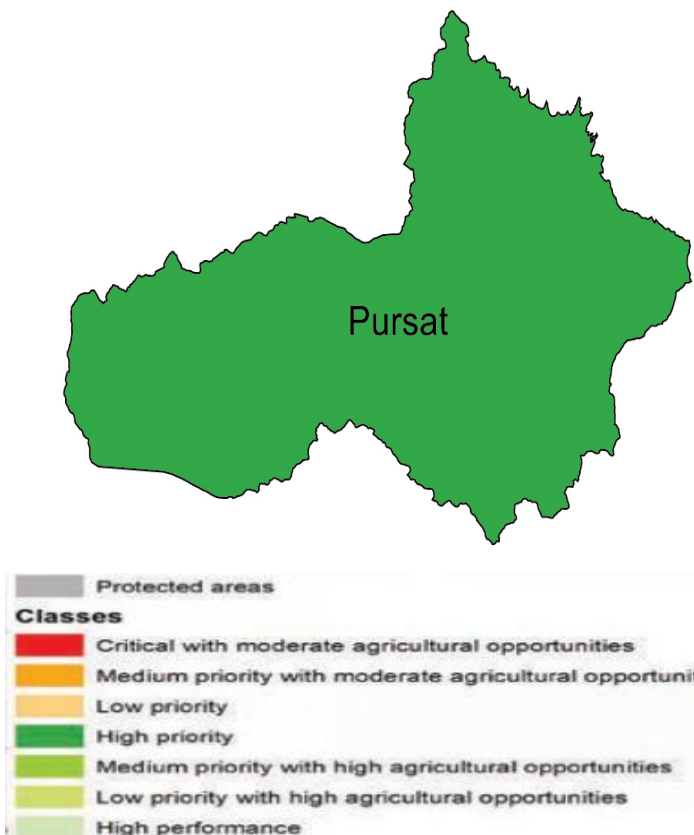 Pursat
Protected areas
Classes
Critical with moderate agricultural opportunities
Medium priority with moderate agricultural opportuni
Low priority
High priority
Medium priority with high agricultural opportunities
Low priority with high agricultural opportunities
High performance